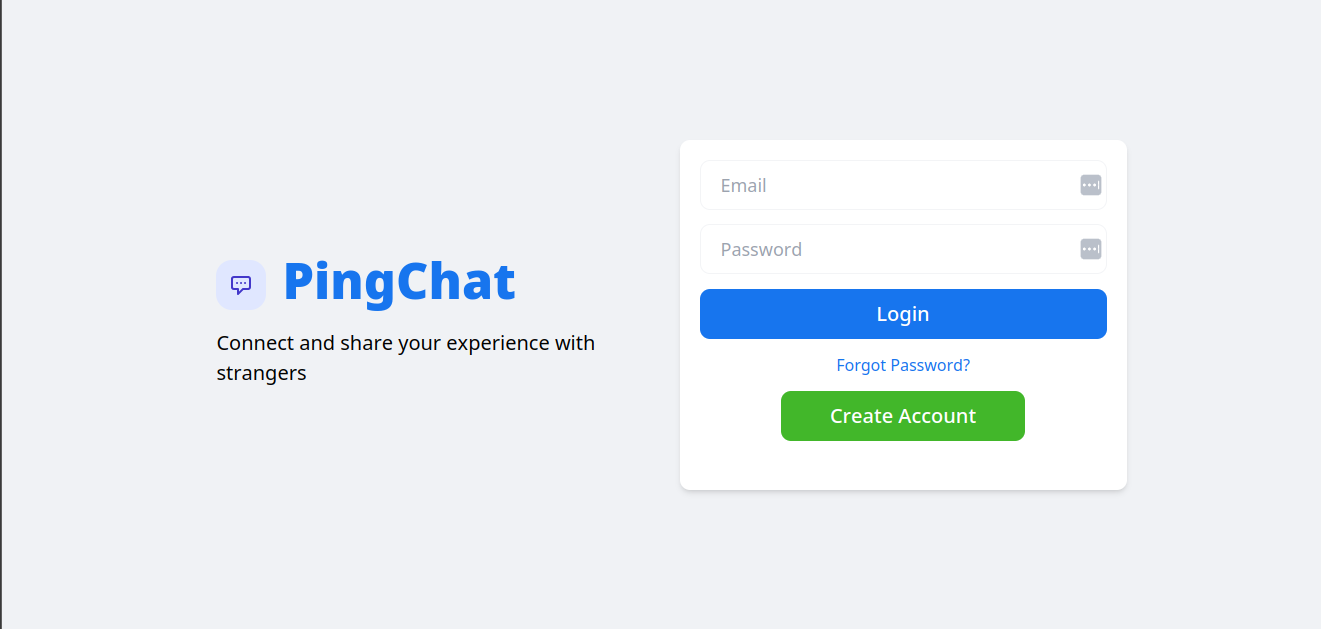 PingChat
Connect and share your experience with
strangers
Email
Password
Login
Forgot Password?
Create Account